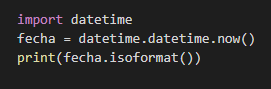 import datetime
fecha = datetime.datetime.now()
print(fecha.isoformat())